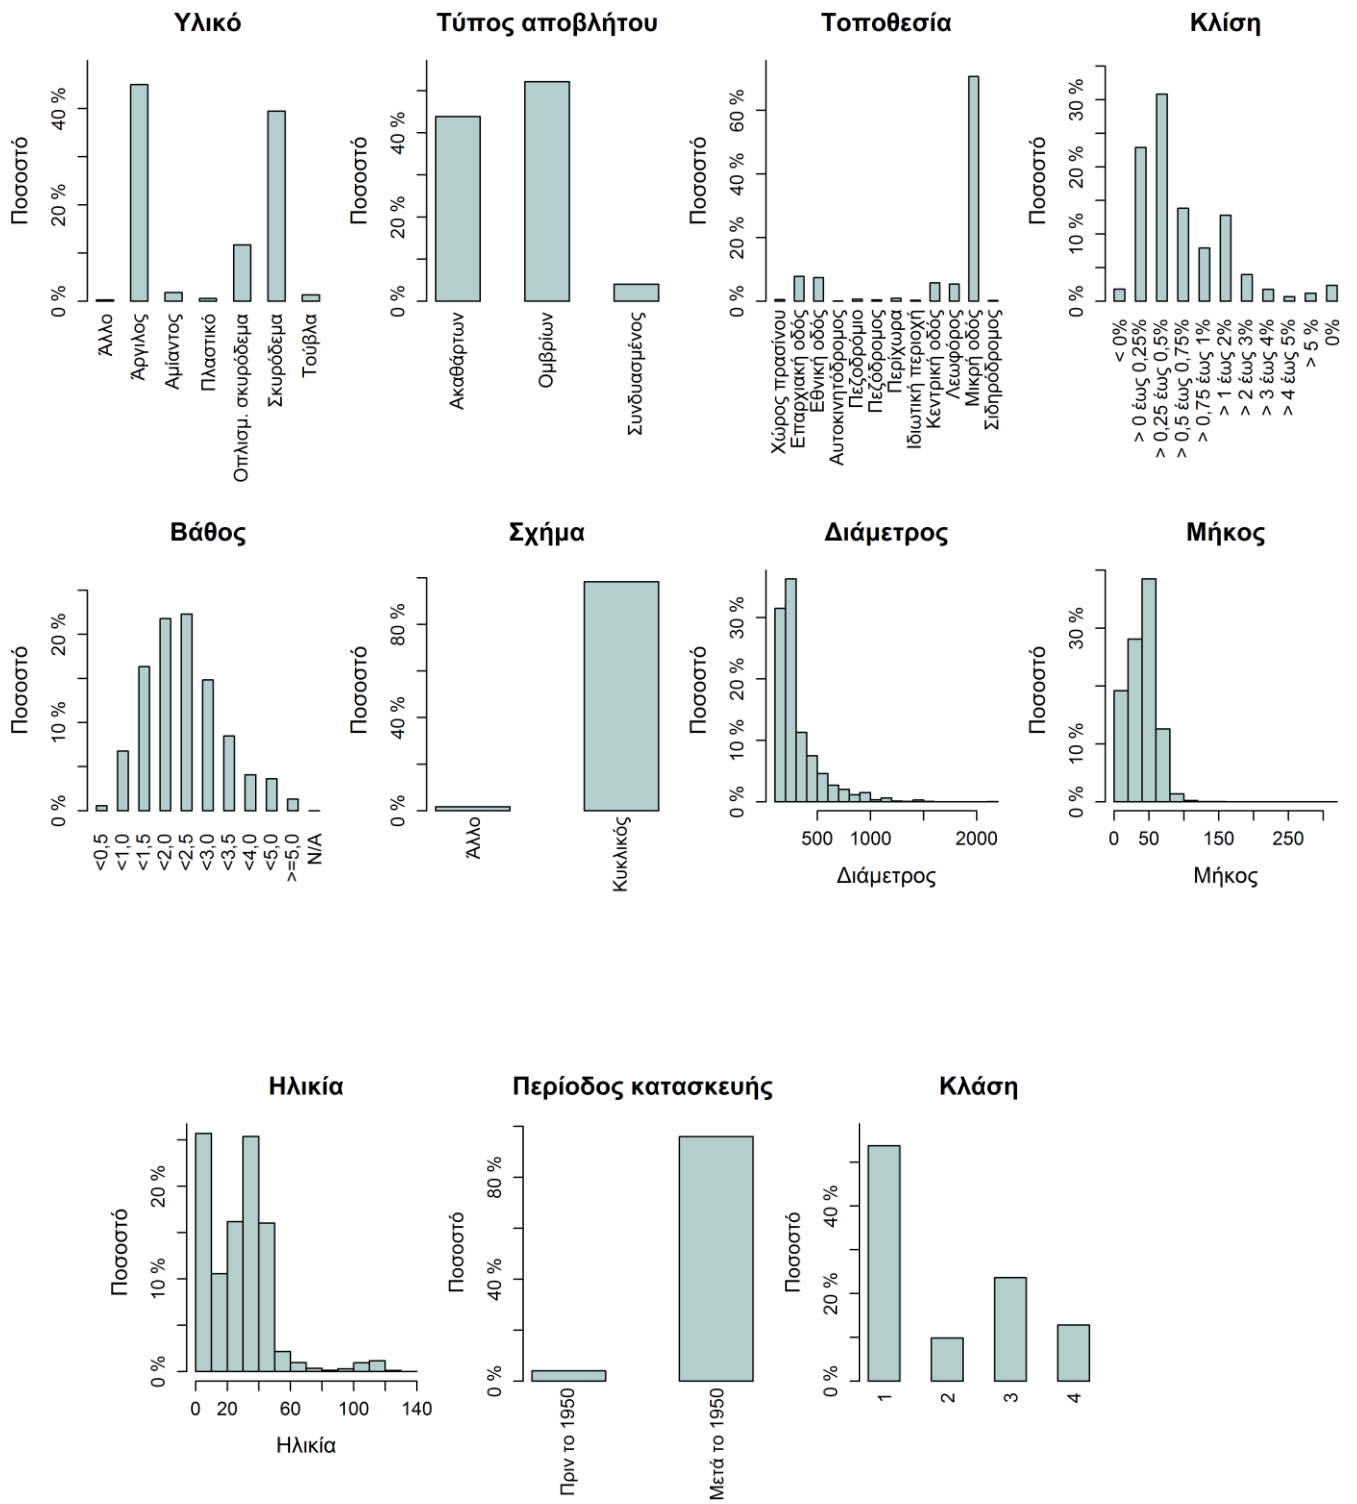 Υλικό
Ποσοστό
0 %
20 %
40 %
Άλλο
Άργιλος
Αμίαντος
Πλαστικό
Οπλισμ. σκυρόδεμα
Σκυρόδεμα
Τούβλα
Τύπος αποβλήτου
Ποσοστό
0 %
20 %
40 %
Ακαθάρτων
Ομβρίων
Συνδυασμένος
Τοποθεσία
Ποσοστό
0 %
20 %
40 %
60 %
Χώρος πρασίνου
Επαρχιακή οδός
Εθνική οδός
Αυτοκινητόδρομος
Πεζοδρόμιο
Πεζόδρομος
Περίχωρα
Ιδιωτική περιοχή
Κεντρική οδός
Λεωφόρος
Μικρή οδός
Σιδηρόδρομος
Κλίση
Ποσοστό
0 %
10 %
20 %
30 %
< 0%
> 0 έως 0,25%
> 0,25 έως 0,5%
> 0,5 έως 0,75%
> 0,75 έως 1%
> 1 έως 2%
> 2 έως 3%
> 3 έως 4%
> 4 έως 5%
> 5 %
0%
Βάθος
Ποσοστό
0 %
10 %
20 %
<0,5
<1,0
<1,5
<2,0
<2,5
<3,0
<3,5
<4,0
<5,0
>=5,0
N/A
Σχήμα
Ποσοστό
0 %
40 %
80 %
Άλλο
Κυκλικός
Διάμετρος
Ποσοστό
0 %
10 %
20 %
30 %
500
1000
2000
Διάμετρος
Μήκος
Ποσοστό
0 %
10 %
30 %
0
50
150
250
Μήκος
Ηλικία
Ποσοστό
0 %
10 %
20 %
0
20
60
100
140
Ηλικία
Περίοδος κατασκευής
Ποσοστό
0 %
40 %
80 %
Πριν το 1950
Μετά το 1950
Κλάση
Ποσοστό
0 %
20 %
40 %
1
2
3
4